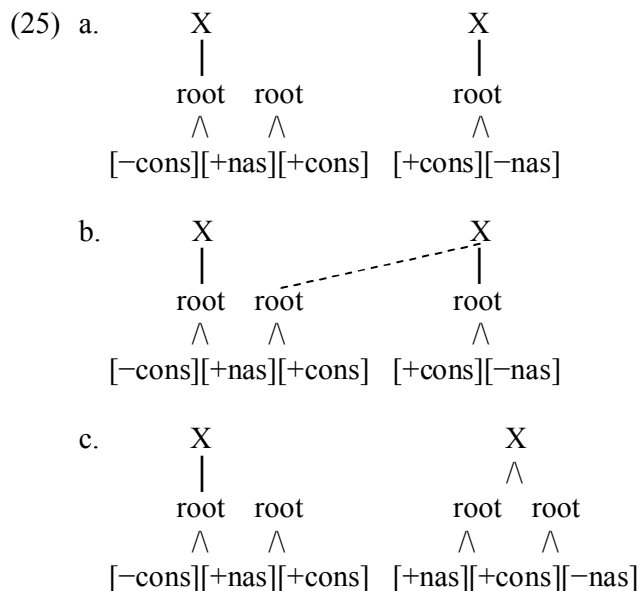 (25) a. X X
root root root
/\ /\ /\
[−cons][+nas][+cons] [+cons][−nas]
b. X X
root root root
/\ /\ /\
[−cons][+nas][+cons] [+cons][−nas]
c. X X
/\
root root root root
/\ /\ /\ /\
[−cons][+nas][+cons] [+nas][+cons][−nas]